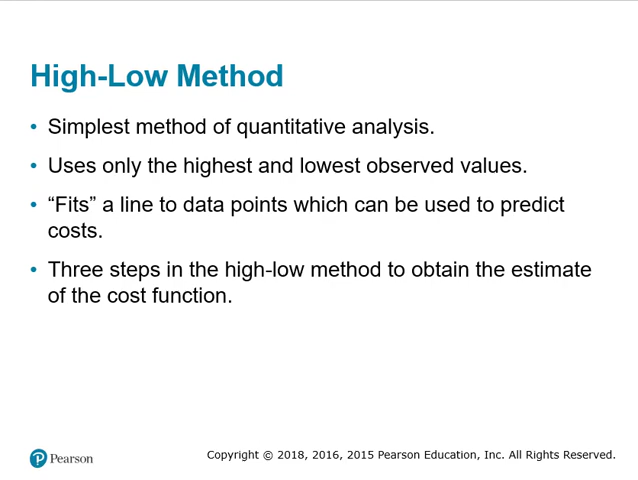 High-Low Method
• Simplest method of quantitative analysis.
• Uses only the highest and lowest observed values.
• “Fits” a line to data points which can be used to predict
costs.
• Three steps in the high-low method to obtain the estimate
of the cost function.
Pearson
Copyright © 2018, 2016, 2015 Pearson Education, Inc. All Rights Reserved.